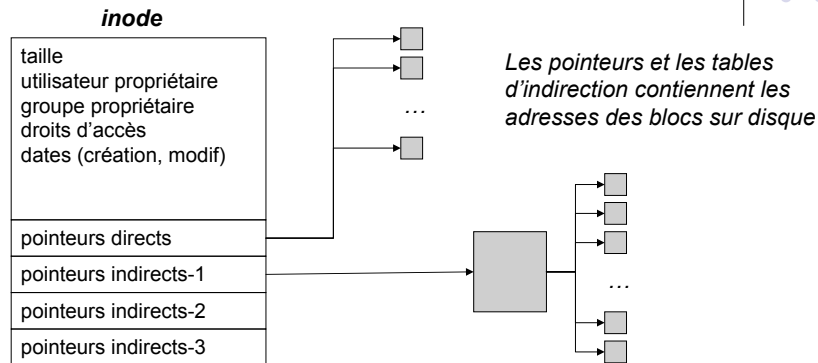 inode
taille
utilisateur propriétaire
groupe propriétaire
droits d’accès
dates (création, modif)
pointeurs directs
pointeurs indirects-1
pointeurs indirects-2
pointeurs indirects-3
…
Les pointeurs et les tables
d’indirection contiennent les
adresses des blocs sur disque
…